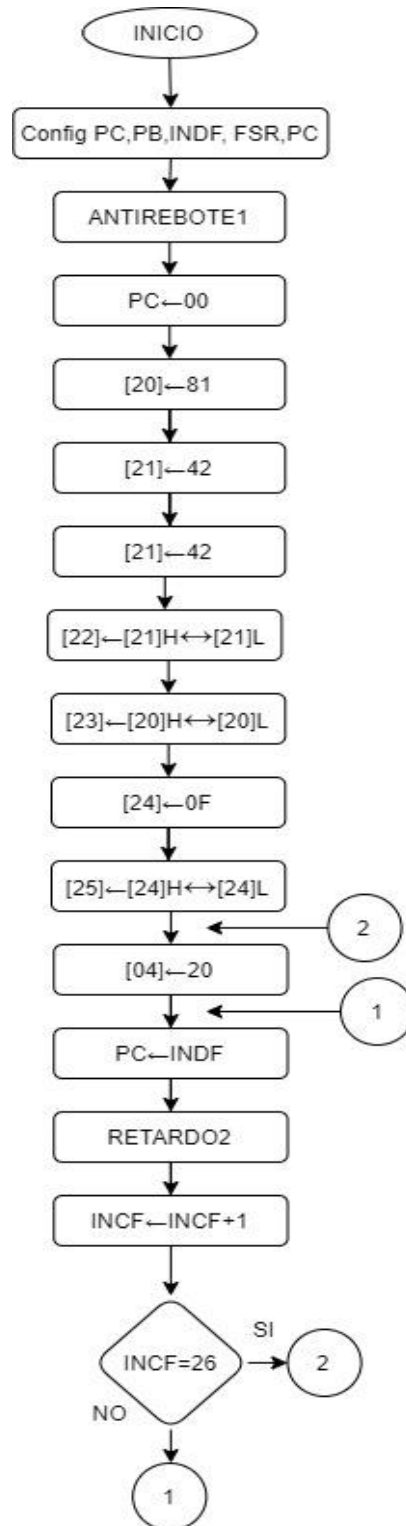 INICIO
Config PC,PB,INDF, FSR,PC
ANTIREBOTE1
PC←00
[20]←81
[21]←42
[21]←42
[22]←[21]H↔[21]L
[23]←[20]H↔[20]L
[24]←0F
[25]←[24]H↔[24]L
2
[04]←20
1
PC←INDF
RETARDO2
INCF←INCF+1
SI
INCF=26
2
NO
1